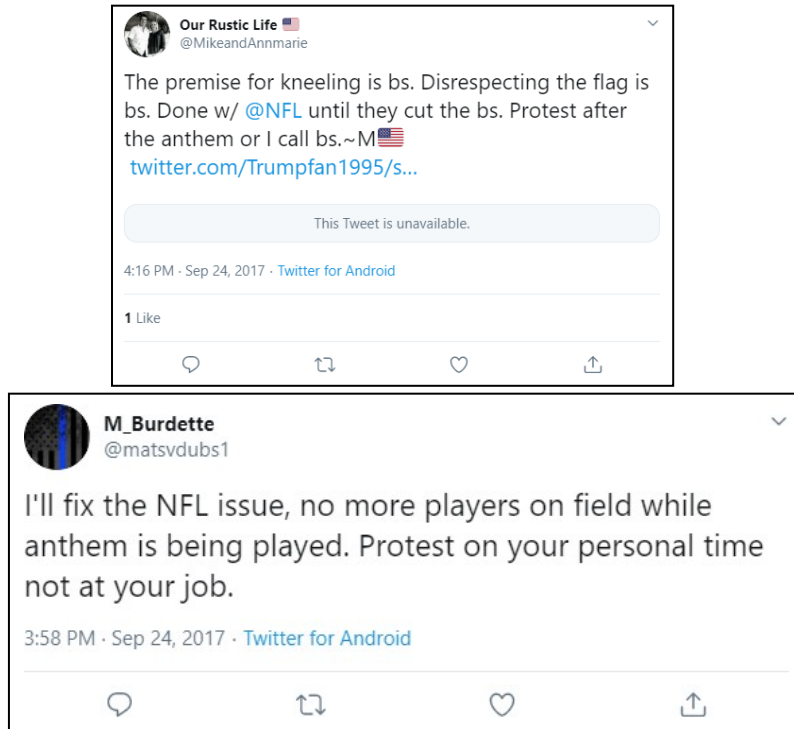 Our Rustic Life 🇺🇸
@MikeandAnnmarie
The premise for kneeling is bs. Disrespecting the flag is
bs. Done w/ @NFL until they cut the bs. Protest after
the anthem or I call bs.~M🇺🇸
twitter.com/Trumpfan1995/s...
This Tweet is unavailable.
4:16 PM · Sep 24, 2017 · Twitter for Android
1 Like
M_Burdette
@matsvdubs1
I'll fix the NFL issue, no more players on field while
anthem is being played. Protest on your personal time
not at your job.
3:58 PM · Sep 24, 2017 · Twitter for Android